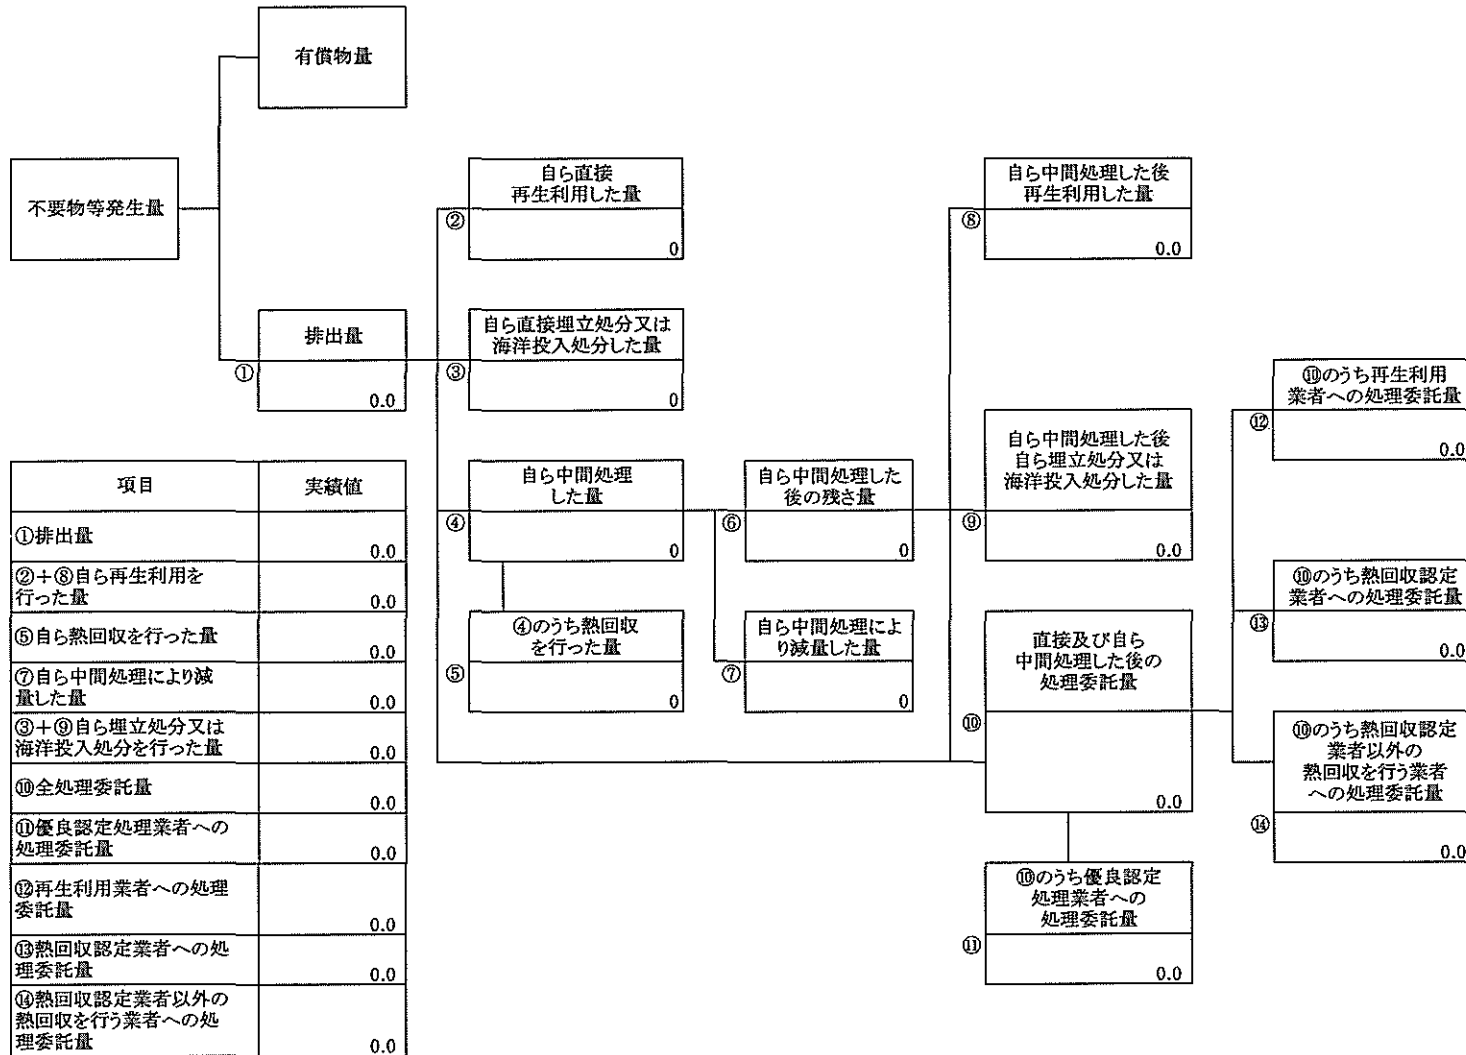 有償物量
不要物等発生量
排出量
①
0.0
自ら直接
再生利用した量
②
0
自ら直接埋立処分又は
海洋投入処分した量
③
0
自ら中間処理
した量
④
0
④のうち熱回収
を行った量
⑤
0
自ら中間処理した
後の残さ量
⑥
0
自ら中間処理によ
り減量した量
⑦
0
自ら中間処理した後
再生利用した量
⑧
0.0
自ら中間処理した後
自ら埋立処分又は
海洋投入処分した量
⑨
0.0
直接及び自ら
中間処理した後の
処理委託量
⑩
0.0
⑩のうち優良認定
処理業者への
処理委託量
⑪
0.0
⑩のうち再生利用
業者への処理委託量
⑫
0.0
⑩のうち熱回収認定
業者への処理委託量
⑬
0.0
⑩のうち熱回収認定
業者以外の
熱回収を行う業者
への処理委託量
⑭
0.0
項目 実績値
①排出量
0.0
②+⑧自ら再生利用を
行った量 0.0
⑤自ら熱回収を行った量
0.0
⑦自ら中間処理により減
量した量 0.0
③+⑨自ら埋立処分又は
海洋投入処分を行った量 0.0
⑩全処理委託量
0.0
⑪優良認定処理業者への
処理委託量 0.0
⑫再生利用業者への処理
委託量
0.0
⑬熱回収認定業者への処
理委託量 0.0
⑭熱回収認定業者以外の
熱回収を行う業者への処
理委託量 0.0